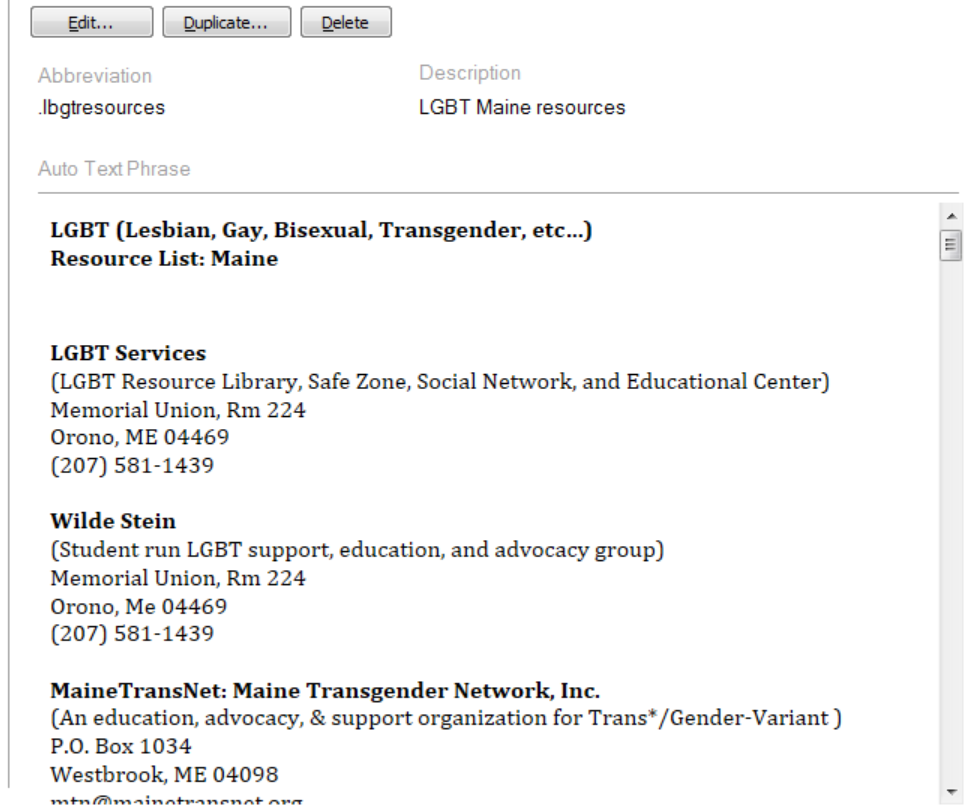 Edit...
Duplicate...
Delete
Abbreviation
Description
.lbgtresources
LGBT Maine resources
Auto Text Phrase
LGBT (Lesbian, Gay, Bisexual, Transgender, etc...)
Resource List: Maine
LGBT Services
(LGBT Resource Library, Safe Zone, Social Network, and Educational Center)
Memorial Union, Rm 224
Orono, ME 04469
(207) 581-1439
Wilde Stein
(Student run LGBT support, education, and advocacy group)
Memorial Union, Rm 224
Orono, Me 04469
(207) 581-1439
MaineTransNet: Maine Transgender Network, Inc.
(An education, advocacy, & support organization for Trans*/Gender-Variant )
P.O. Box 1034
Westbrook, ME 04098
mtn@mainetransnet.org